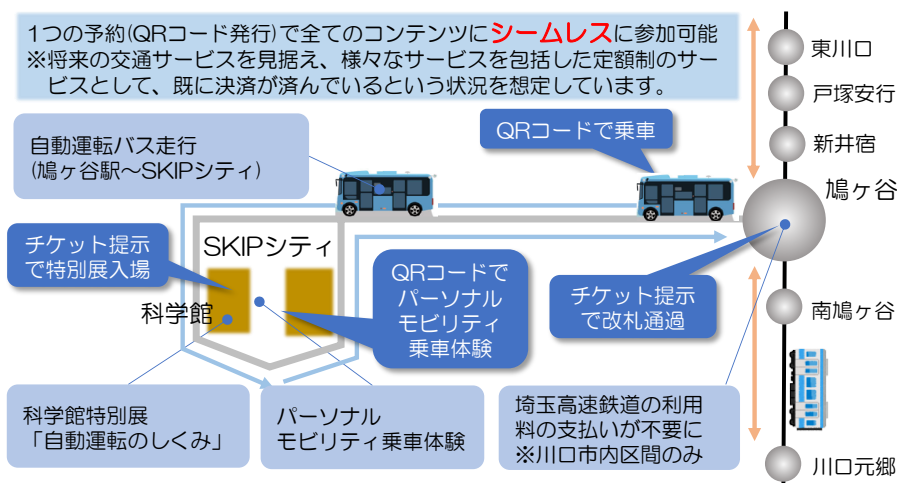 1つの予約(QRコード発行)で全てのコンテンツにシームレスに参加可能
※将来の交通サービスを見据え、様々なサービスを包括した定額制のサー
ビスとして、既に決済が済んでいるという状況を想定しています。
東川口
戸塚安行
新井宿
鳩ヶ谷
南鳩ヶ谷
川口元郷
自動運転バス走行
(鳩ヶ谷駅～SKIPシティ)
QRコードで乗車
チケット提示
で特別展入場
SKIPシティ
科学館
QRコードで
パーソナル
モビリティ
乗車体験
チケット提示
で改札通過
科学館特別展
「自動運転のしくみ」
パーソナル
モビリティ乗車体験
埼玉高速鉄道の利用
料の支払いが不要に
※川口市内区間のみ